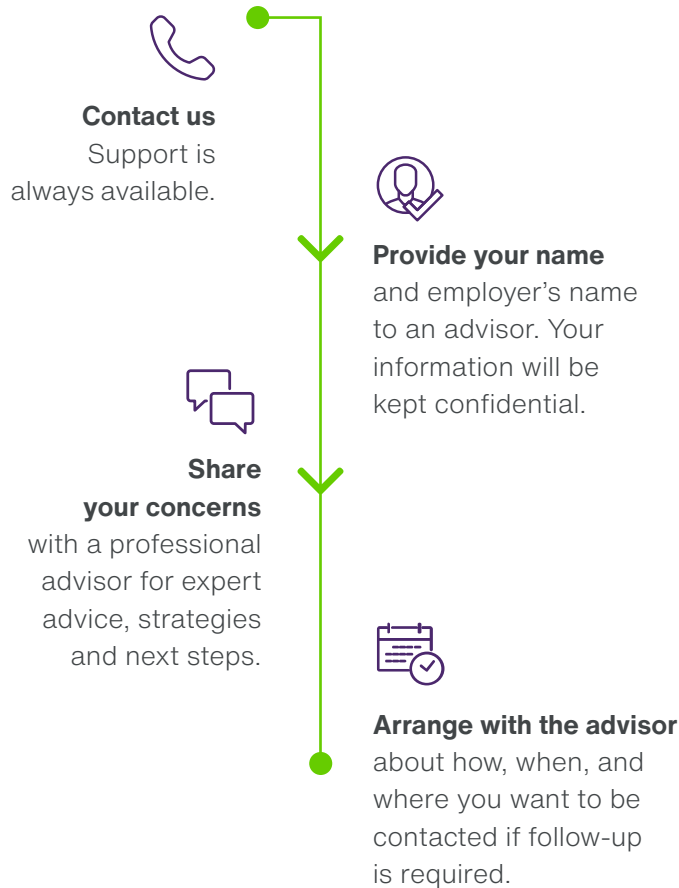 Contact us
Support is
always available.
Provide your name
and employer’s name
to an advisor. Your
information will be
kept confidential.
Share
your concerns
with a professional
advisor for expert
advice, strategies
and next steps.
Arrange with the advisor
about how, when, and
where you want to be
contacted if follow-up
is required.